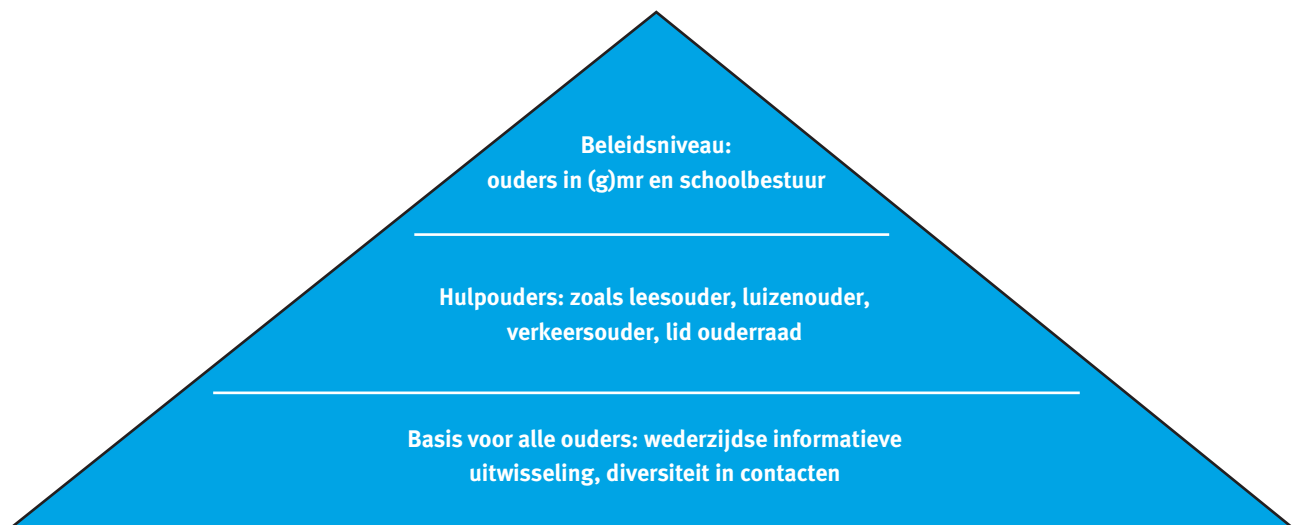 Beleidsniveau:
ouders in (g)mr en schoolbestuur
Hulpouders: zoals leesouder, luizenouder,
verkeersouder, lid ouderraad
Basis voor alle ouders: wederzijdse informatieve
uitwisseling, diversiteit in contacten